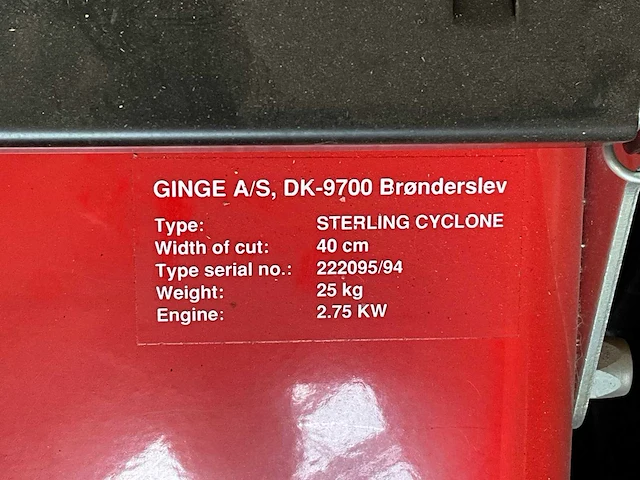 GINGE A/S, DK-9700 Brønderslev
Type: STERLING CYCLONE
Width of cut: 40 cm
Type serial no.: 222095/94
Weight: 25 kg
Engine: 2.75 KW